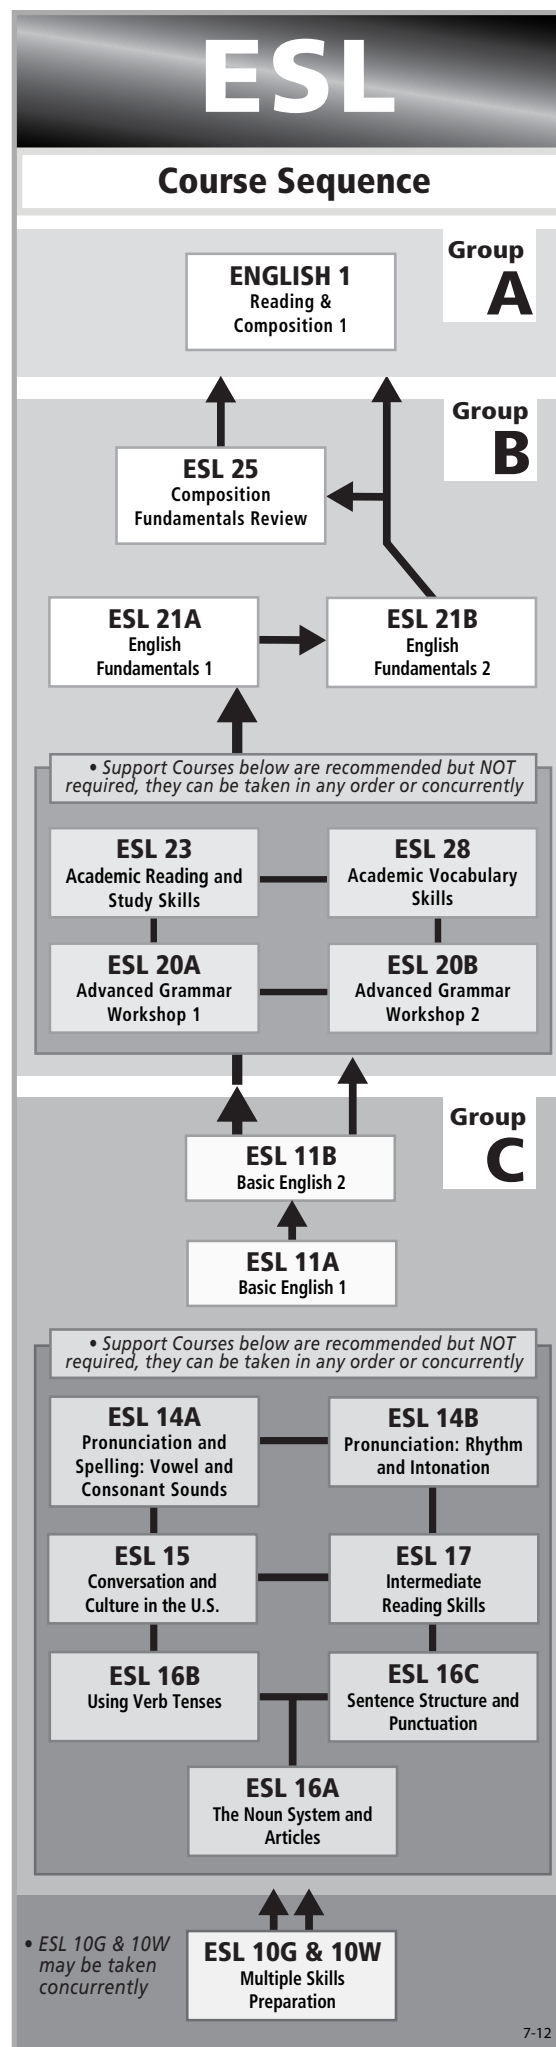 ESL
Course Sequence
Group
A
ENGLISH 1
Reading &
Composition 1
Group
B
ESL 25
Composition
Fundamentals Review
ESL 21A
English
Fundamentals 1
ESL 21B
English
Fundamentals 2
• Support Courses below are recommended but NOT
required, they can be taken in any order or concurrently
ESL 23
Academic Reading and
Study Skills
ESL 28
Academic Vocabulary
Skills
ESL 20A
Advanced Grammar
Workshop 1
ESL 20B
Advanced Grammar
Workshop 2
Group
C
ESL 11B
Basic English 2
ESL 11A
Basic English 1
• Support Courses below are recommended but NOT
required, they can be taken in any order or concurrently
ESL 14A
Pronunciation and
Spelling: Vowel and
Consonant Sounds
ESL 14B
Pronunciation: Rhythm
and Intonation
ESL 15
Conversation and
Culture in the U.S.
ESL 17
Intermediate
Reading Skills
ESL 16B
Using Verb Tenses
ESL 16C
Sentence Structure and
Punctuation
ESL 16A
The Noun System and
Articles
• ESL 10G & 10W
may be taken
concurrently
ESL 10G & 10W
Multiple Skills
Preparation
7-12